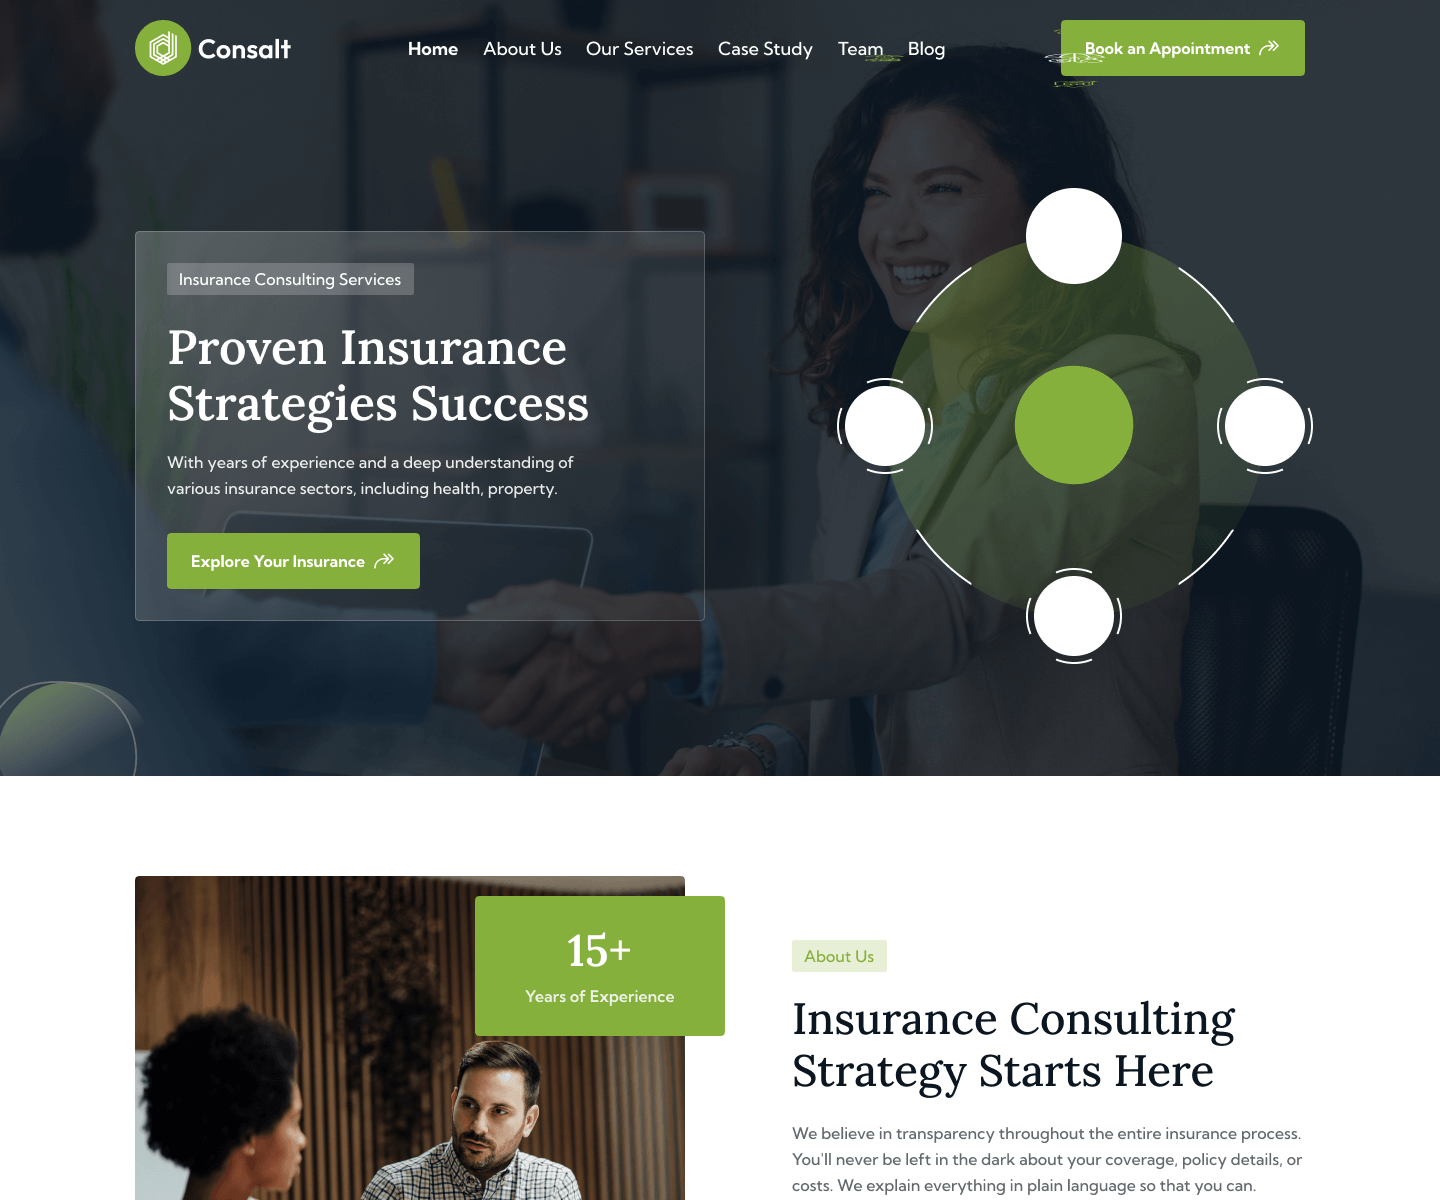 Consalt
Home About Us Our Services Case Study Team Blog
Book an Appointment
Insurance Consulting Services
Proven Insurance
Strategies Success
With years of experience and a deep understanding of
various insurance sectors, including health, property.
Explore Your Insurance
15+
Years of Experience
About Us
Insurance Consulting
Strategy Starts Here
We believe in transparency throughout the entire insurance process.
You'll never be left in the dark about your coverage, policy details, or
costs. We explain everything in plain language so that you can.